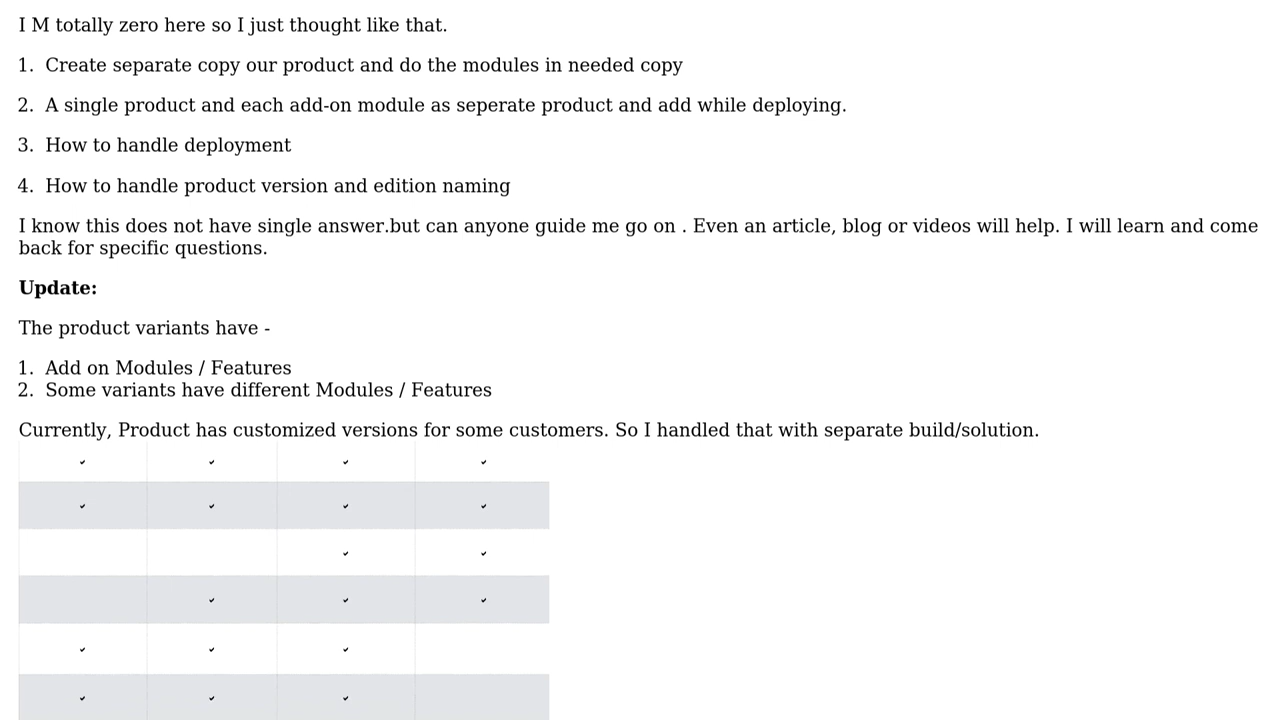 I M totally zero here so I just thought like that.
1. Create separate copy our product and do the modules in needed copy
2. A single product and each add-on module as seperate product and add while deploying.
3. How to handle deployment
4. How to handle product version and edition naming
I know this does not have single answer.but can anyone guide me go on . Even an article, blog or videos will help. I will learn and come
back for specific questions.
Update:
The product variants have -
1. Add on Modules / Features
2. Some variants have different Modules / Features
Currently, Product has customized versions for some customers. So I handled that with separate build/solution.